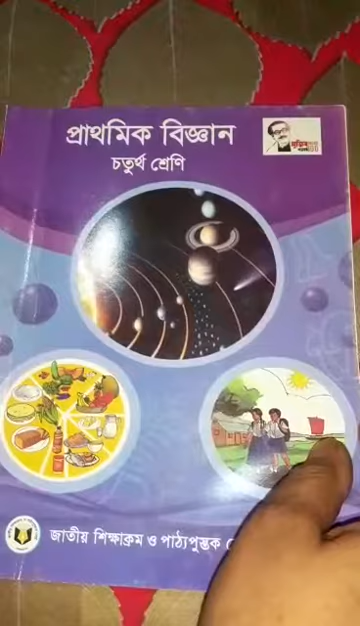 প্রাথমিক বিজ্ঞান
চতুর্থ শ্রেণি
জাতীয় শিক্ষাক্রম ও পাঠ্যপুস্তক